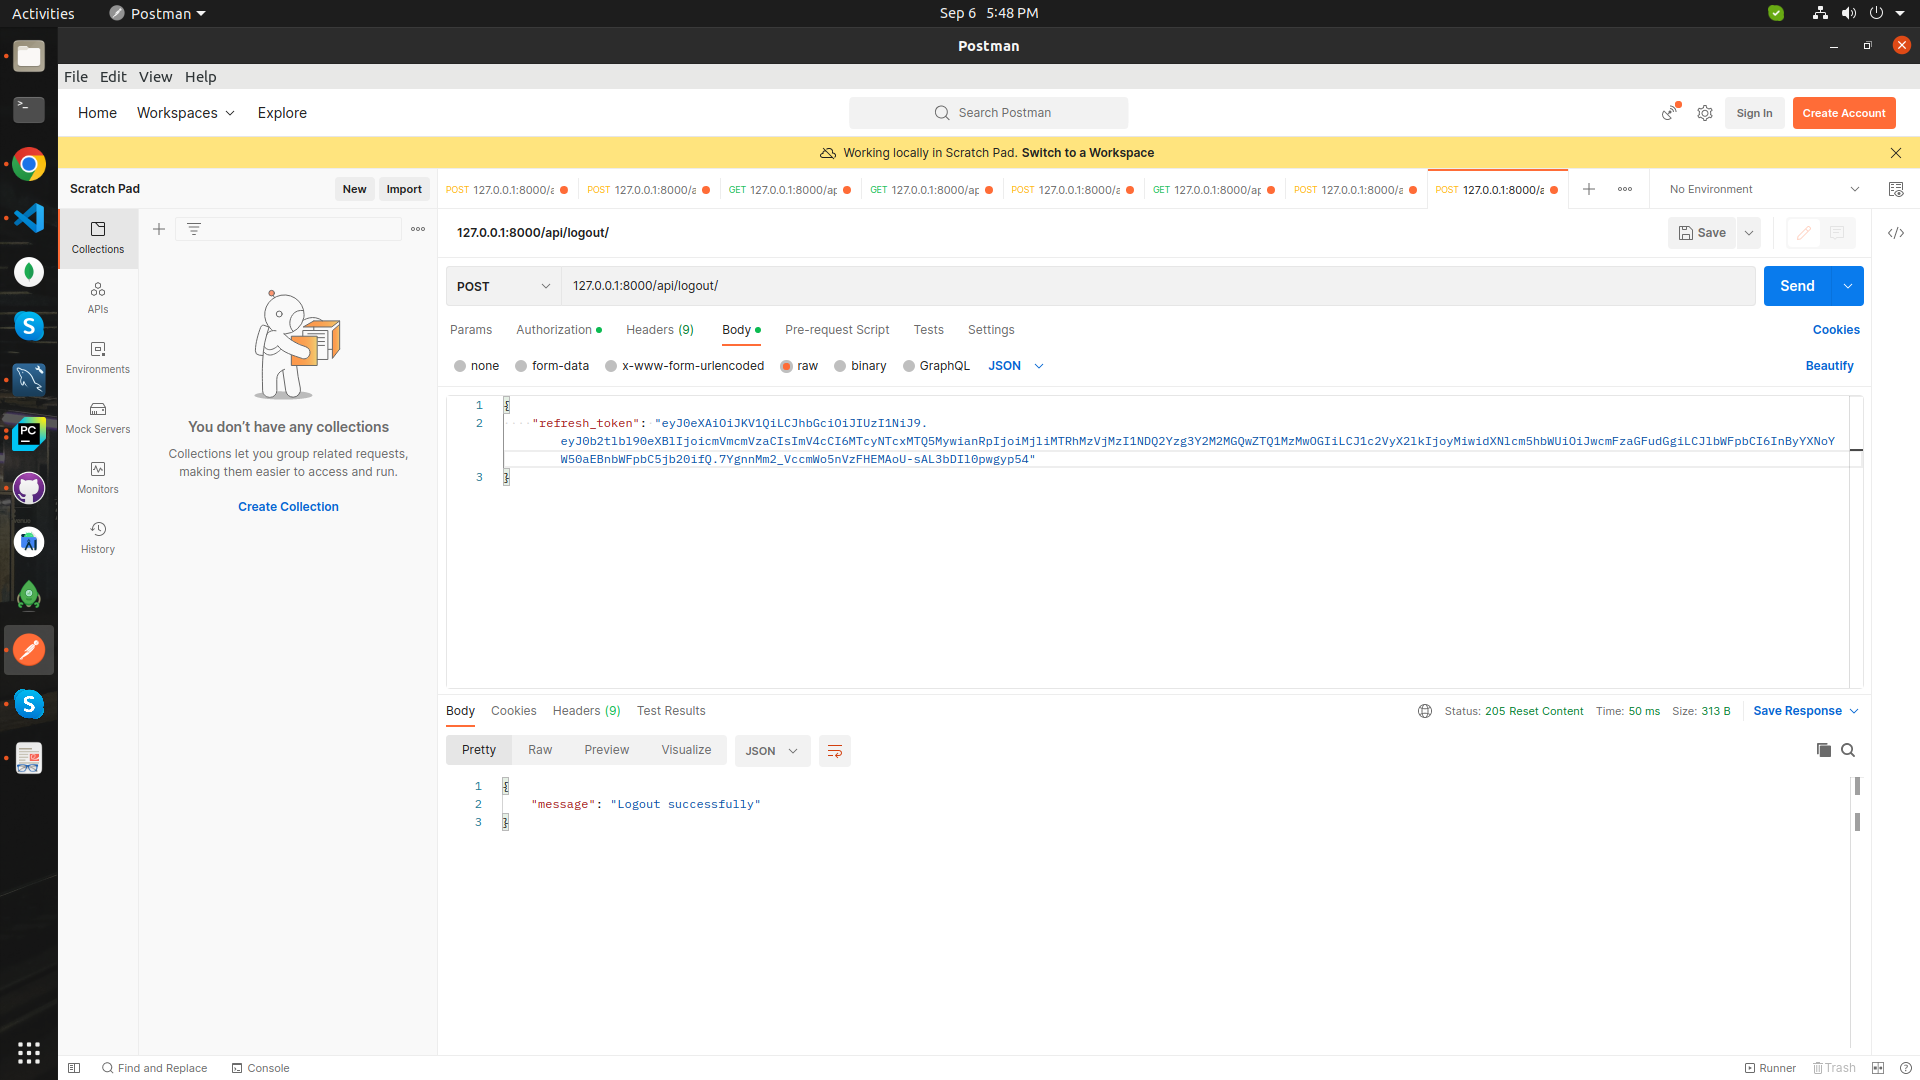 Activities
Postman
Sep 6 5:48 PM
Postman
File Edit View Help
Home Workspaces Explore
Search Postman
Sign In
Create Account
Working locally in Scratch Pad. Switch to a Workspace
Scratch Pad
New
Import
POST 127.0.0.1:8000/a
POST 127.0.0.1:8000/a
GET 127.0.0.1:8000/ap
GET 127.0.0.1:8000/ap
POST 127.0.0.1:8000/a
GET 127.0.0.1:8000/ap
POST 127.0.0.1:8000/a
POST 127.0.0.1:8000/a
No Environment
Collections
APIs
Environments
Mock Servers
Monitors
History
You don't have any collections
Collections let you group related requests,
making them easier to access and run.
Create Collection
127.0.0.1:8000/api/logout/
Save
POST
127.0.0.1:8000/api/logout/
Send
Params Authorization Headers (9) Body Pre-request Script Tests Settings
Cookies
none form-data x-www-form-urlencoded raw binary GraphQL JSON
Beautify
1 {
2 "refresh_token": "eyJ0eXAiOiJKV1QiLCJhbGciOiJIUzI1NiJ9.
3 }
Body Cookies Headers (9) Test Results
Status: 205 Reset Content Time: 50 ms Size: 313 B
Save Response
Pretty Raw Preview Visualize JSON
1 {
2 "message": "Logout successfully"
3 }
Find and Replace
Console
Runner
Trash